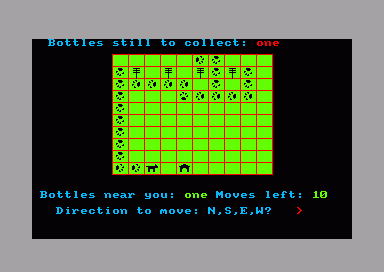 Bottles still to collect: one
Bottles near you: one Moves left: 10
Direction to move: N,S,E,W? >